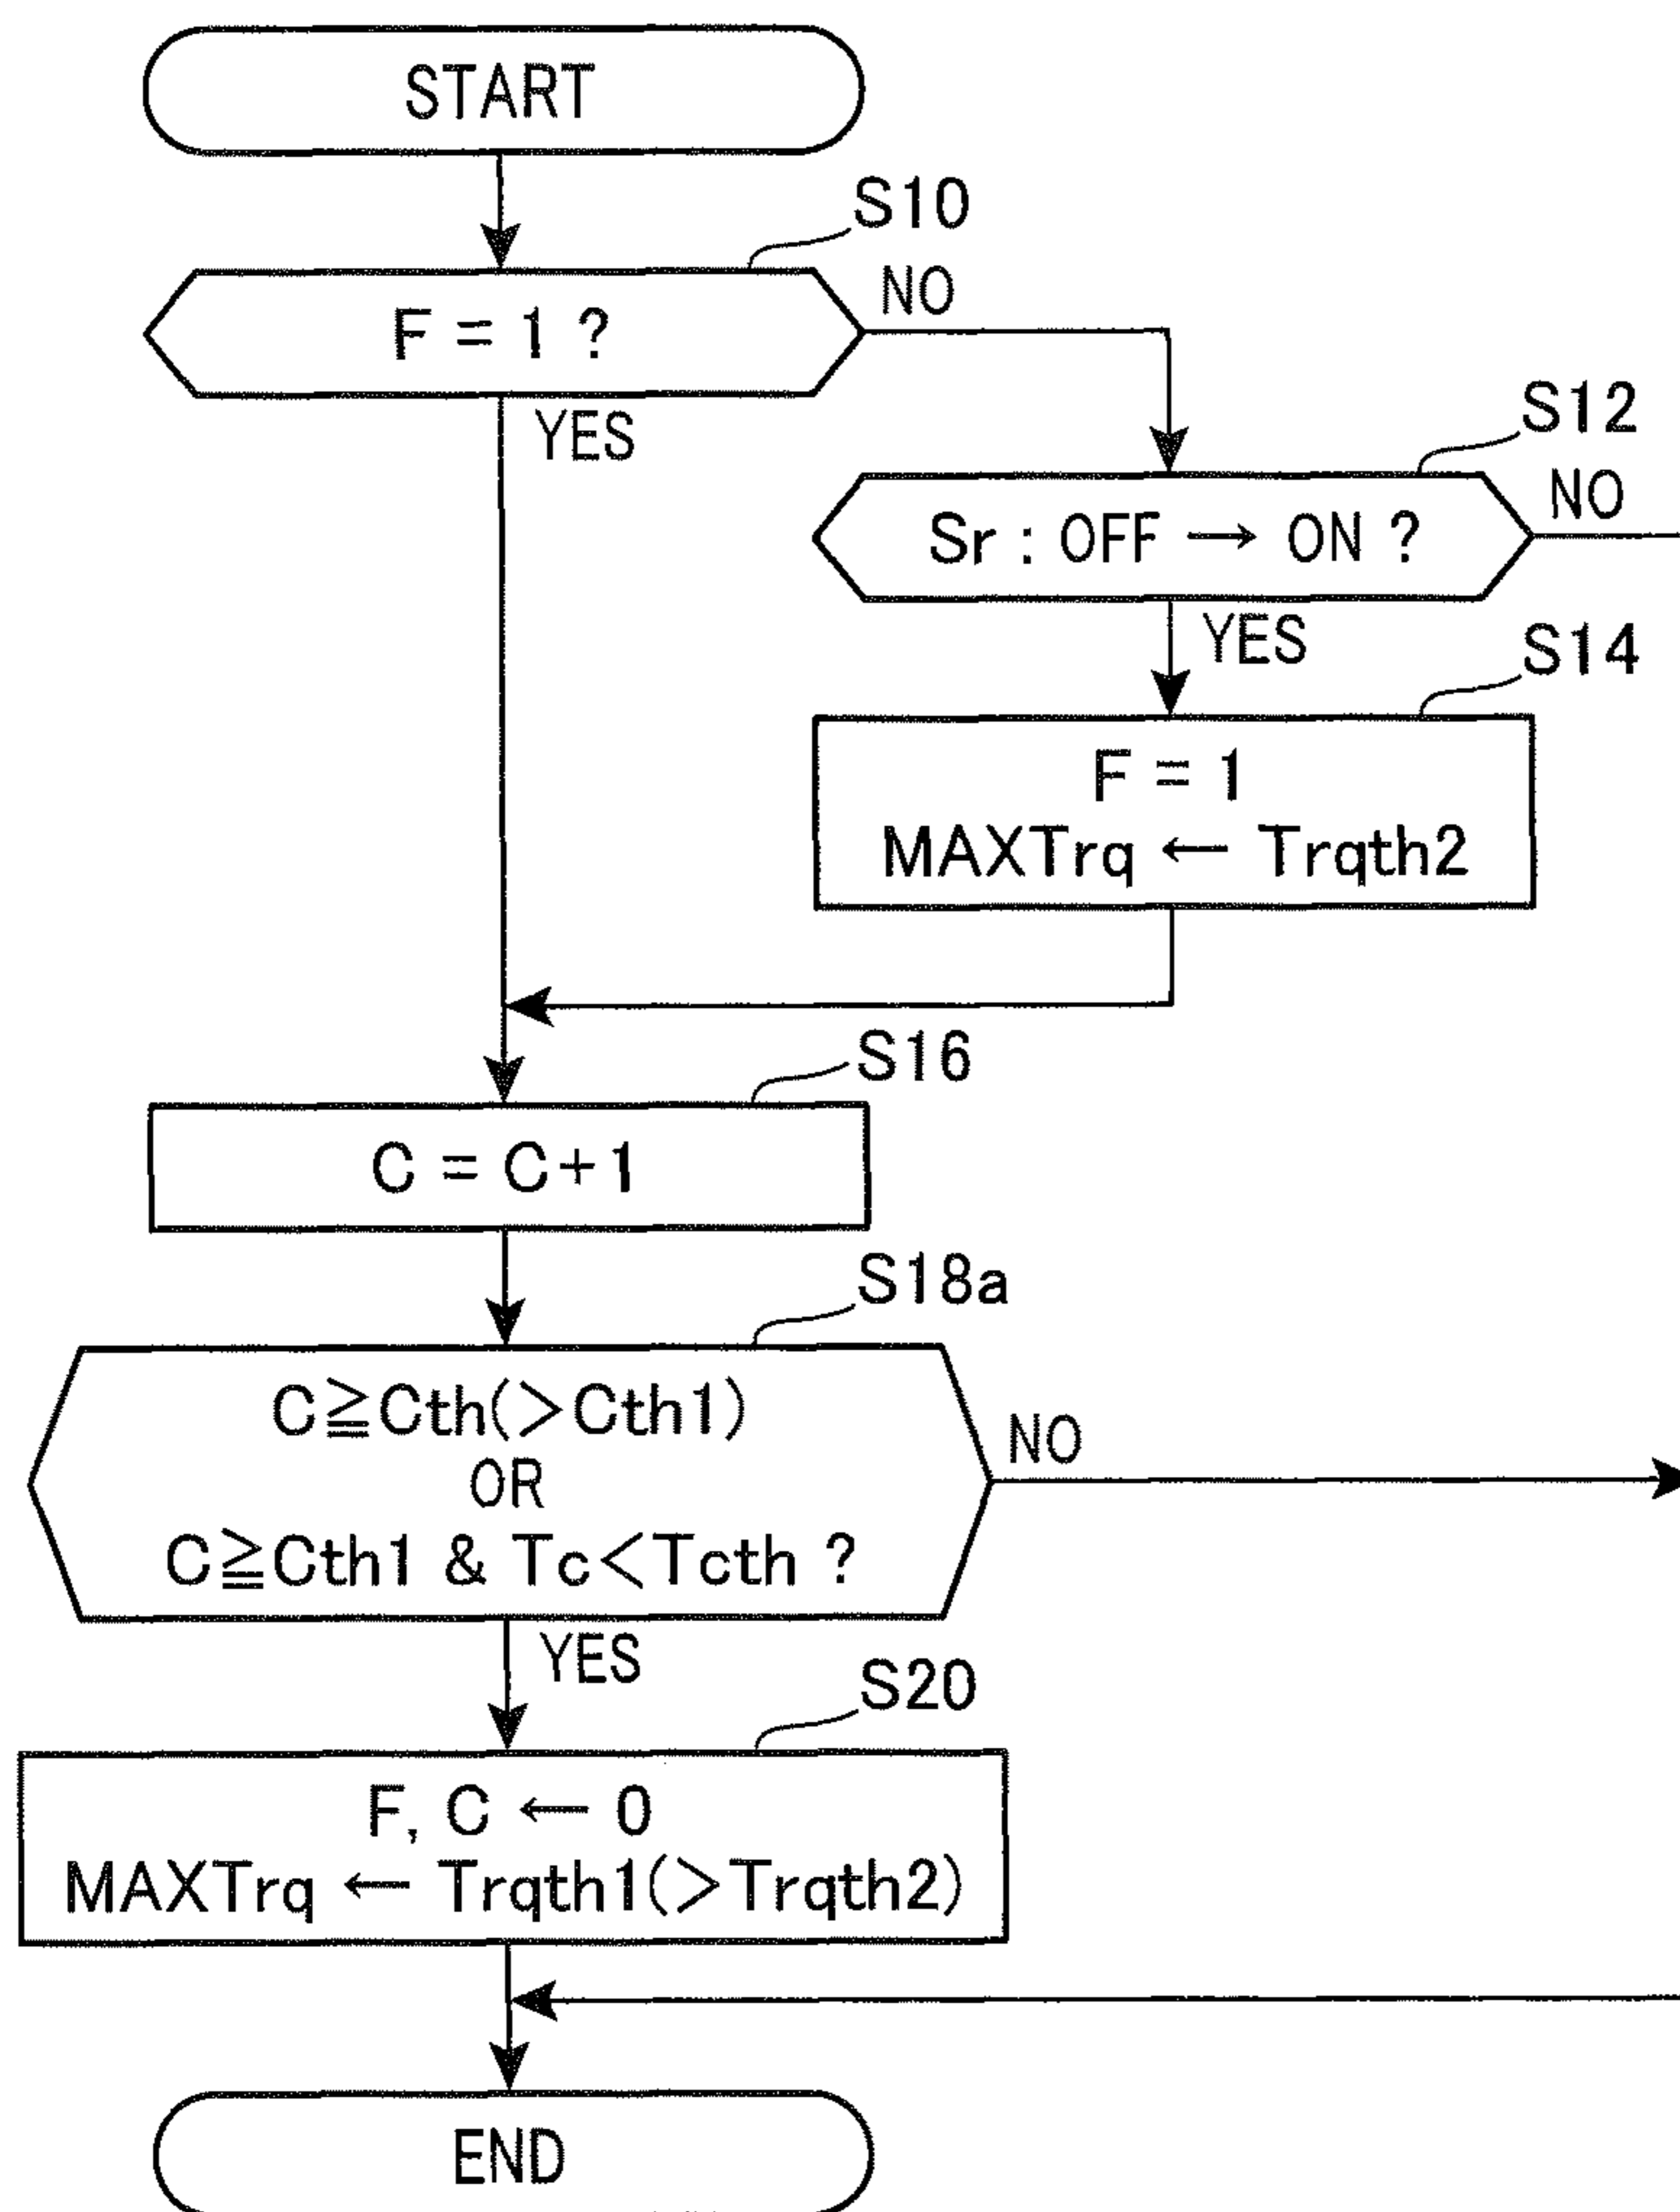 START
S10
F = 1 ?
NO
YES
S12
Sr : OFF → ON ?
NO
YES
S14
F = 1
MAXTrq ← Trqth2
S16
C = C+1
S18a
C≧Cth(>Cth1)
OR
C≧Cth1 & Tc<Tcth ?
NO
YES
S20
F, C ← 0
MAXTrq ← Trqth1(>Trqth2)
END